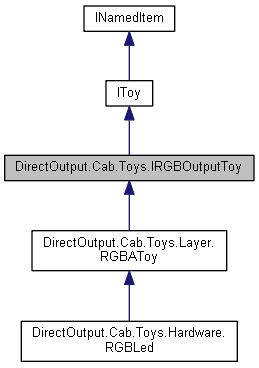 INamedItem
IToy
DirectOutput.Cab.Toys.IRGBOutputToy
DirectOutput.Cab.Toys.Layer.
RGBAToy
DirectOutput.Cab.Toys.Hardware.
RGBLed